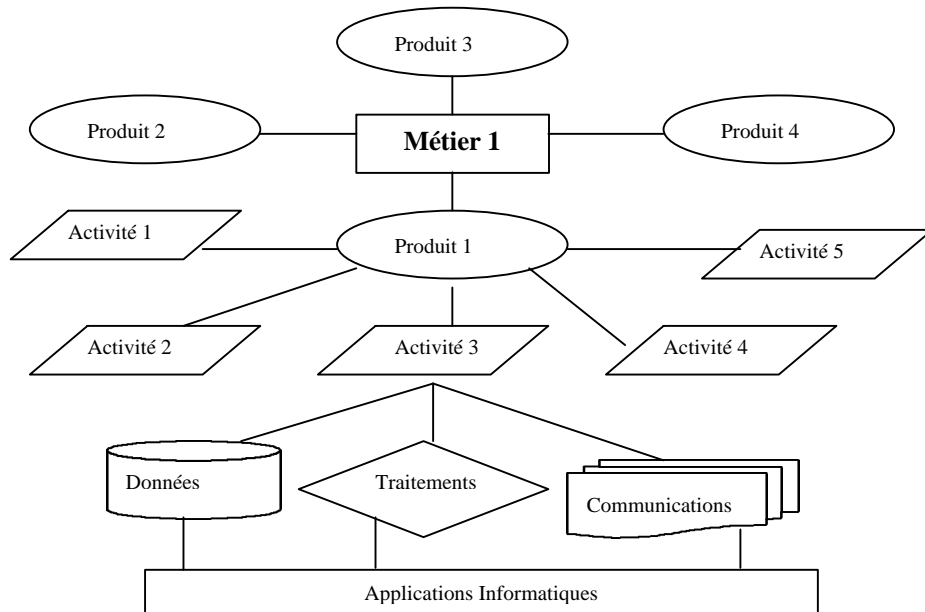 Produit 3
Produit 2
Métier 1
Produit 4
Activité 1
Produit 1
Activité 5
Activité 2
Activité 3
Activité 4
Données
Traitements
Communications
Applications Informatiques